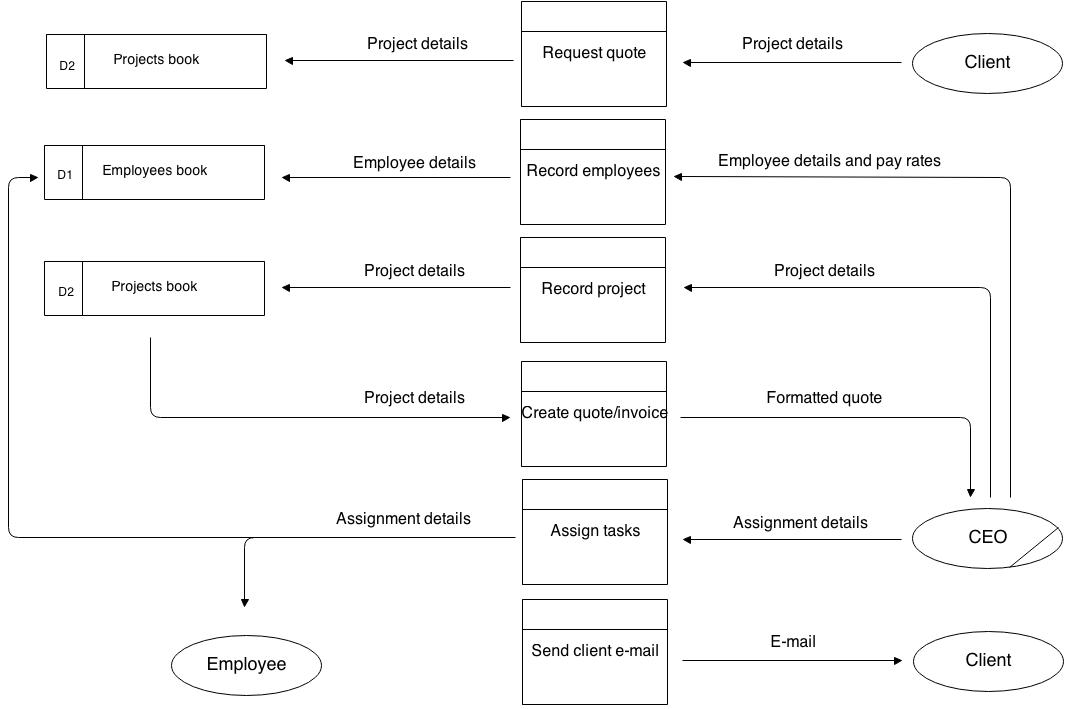 Project details
Project details
D2
Projects book
Request quote
Client
Employee details
Employee details and pay rates
D1
Employees book
Record employees
Project details
Project details
D2
Projects book
Record project
Project details
Formatted quote
Create quote/invoice
Assignment details
Assignment details
Assign tasks
CEO
E-mail
Employee
Send client e-mail
Client